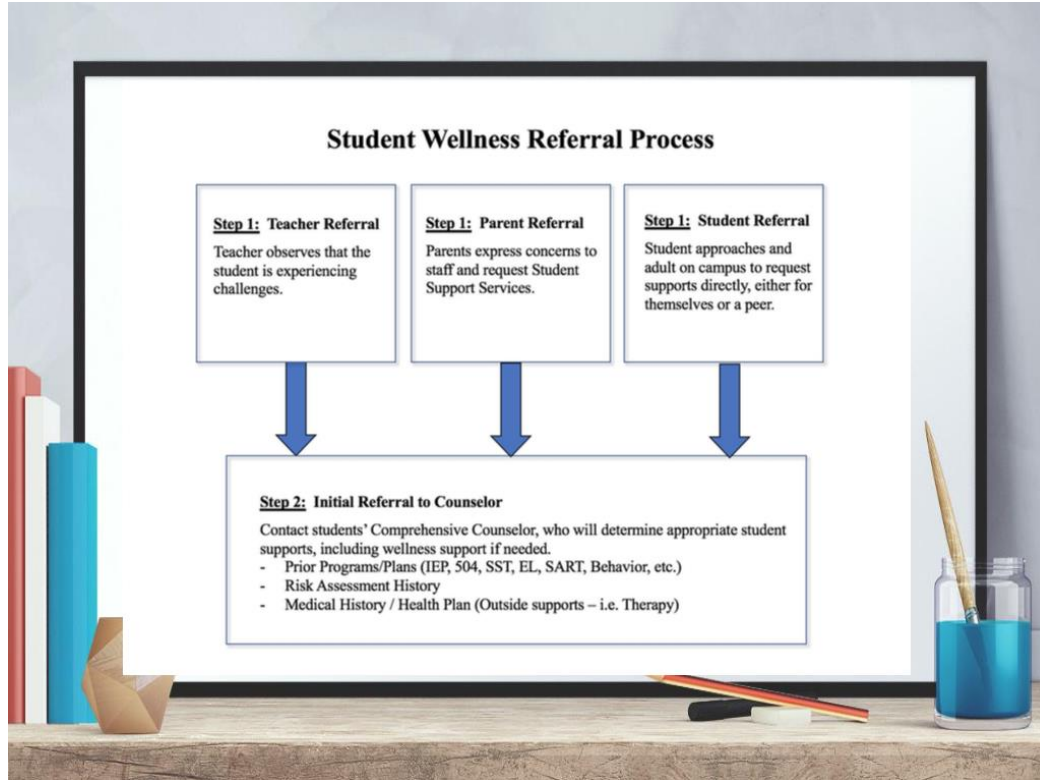 Student Wellness Referral Process
Step 1: Teacher Referral
Teacher observes that the
student is experiencing
challenges.
Step 1: Parent Referral
Parents express concerns to
staff and request Student
Support Services.
Step 1: Student Referral
Student approaches and
adult on campus to request
supports directly, either for
themselves or a peer.
Step 2: Initial Referral to Counselor
Contact students’ Comprehensive Counselor, who will determine appropriate student
supports, including wellness support if needed.
- Prior Programs/Plans (IEP, 504, SST, EL, SART, Behavior, etc.)
- Risk Assessment History
- Medical History / Health Plan (Outside supports – i.e. Therapy)